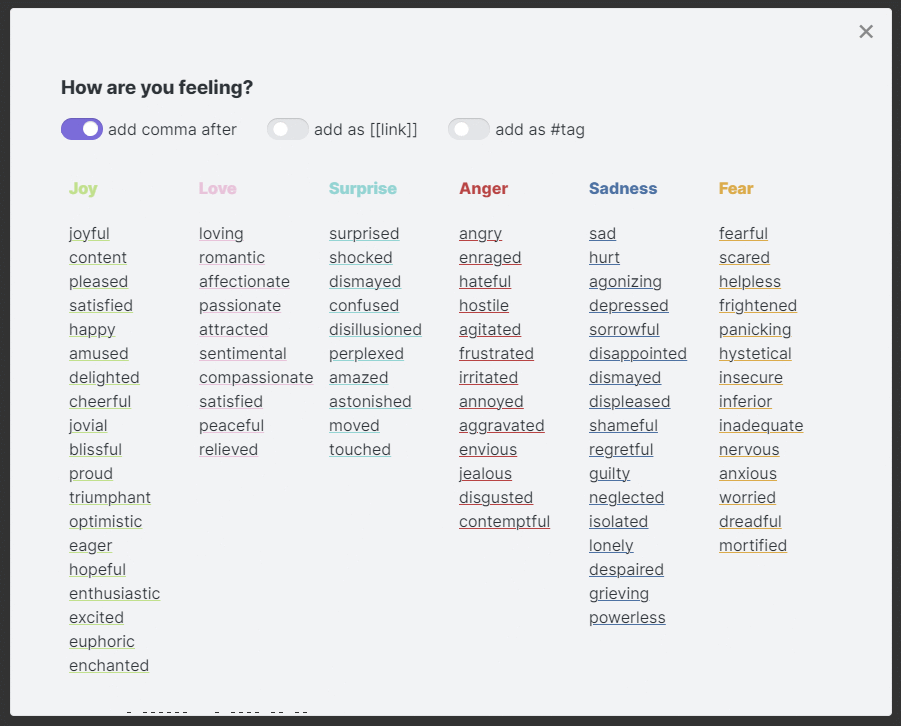 How are you feeling?
add comma after add as [[link]] add as #tag
Joy Love Surprise Anger Sadness Fear
joyful loving surprised angry sad fearful
content romantic shocked enraged hurt scared
pleased affectionate dismayed hateful agonizing helpless
satisfied passionate confused hostile depressed frightened
happy attracted disillusioned agitated sorrowful panicking
amused sentimental perplexed frustrated disappointed hystetical
delighted compassionate amazed irritated dismayed insecure
cheerful satisfied astonished annoyed displeased inferior
jovial peaceful moved aggravated shameful inadequate
blissful relieved touched envious regretful nervous
proud jealous guilty anxious
triumphant disgusted neglected worried
optimistic contemptful isolated dreadful
eager lonely mortified
hopeful despaired
enthusiastic grieving
excited powerless
euphoric
enchanted